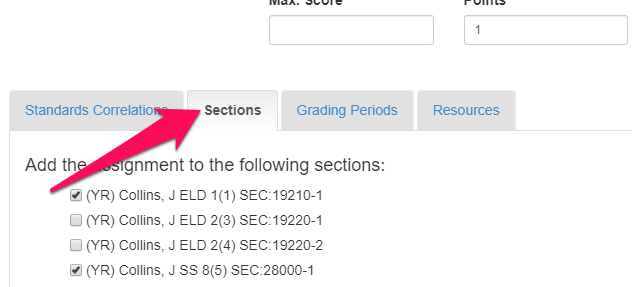 Max. Score Points
1
Standards Correlations Sections Grading Periods Resources
Add the assignment to the following sections:
(YR) Collins, J ELD 1(1) SEC:19210-1
(YR) Collins, J ELD 2(3) SEC:19220-1
(YR) Collins, J ELD 2(4) SEC:19220-2
(YR) Collins, J SS 8(5) SEC:28000-1